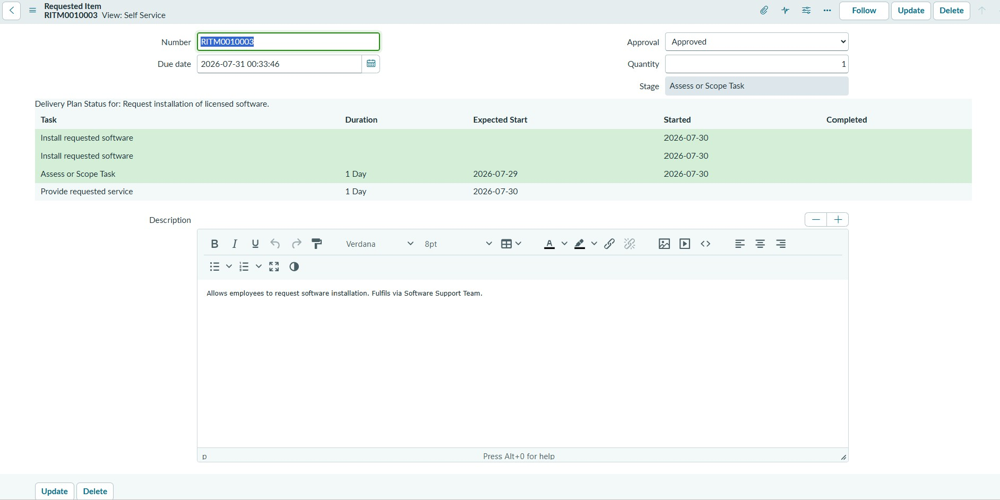 Requested Item
RITM0010003 View: Self Service
Follow
Update
Delete
Number RITM0010003
Approval Approved
Due date 2026-07-31 00:33:46
Quantity 1
Stage Assess or Scope Task
Delivery Plan Status for: Request installation of licensed software.
Task Duration Expected Start Started Completed
Install requested software 2026-07-30
Install requested software 2026-07-30
Assess or Scope Task 1 Day 2026-07-29 2026-07-30
Provide requested service 1 Day 2026-07-30
Description
Verdana 8pt
Allows employees to request software installation. Fulfils via Software Support Team.
p Press Alt+0 for help
Update Delete